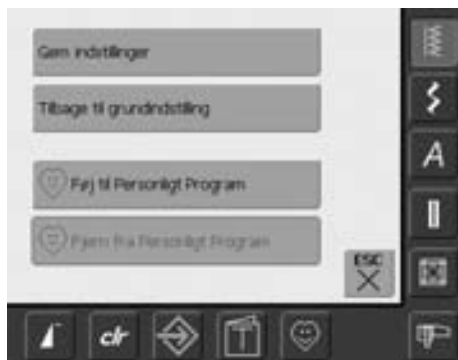 Gem indstillinger
Tilbage til grundindstilling
Føj til Personligt Program
Fjern fra Personligt Program
ESC
A
clr